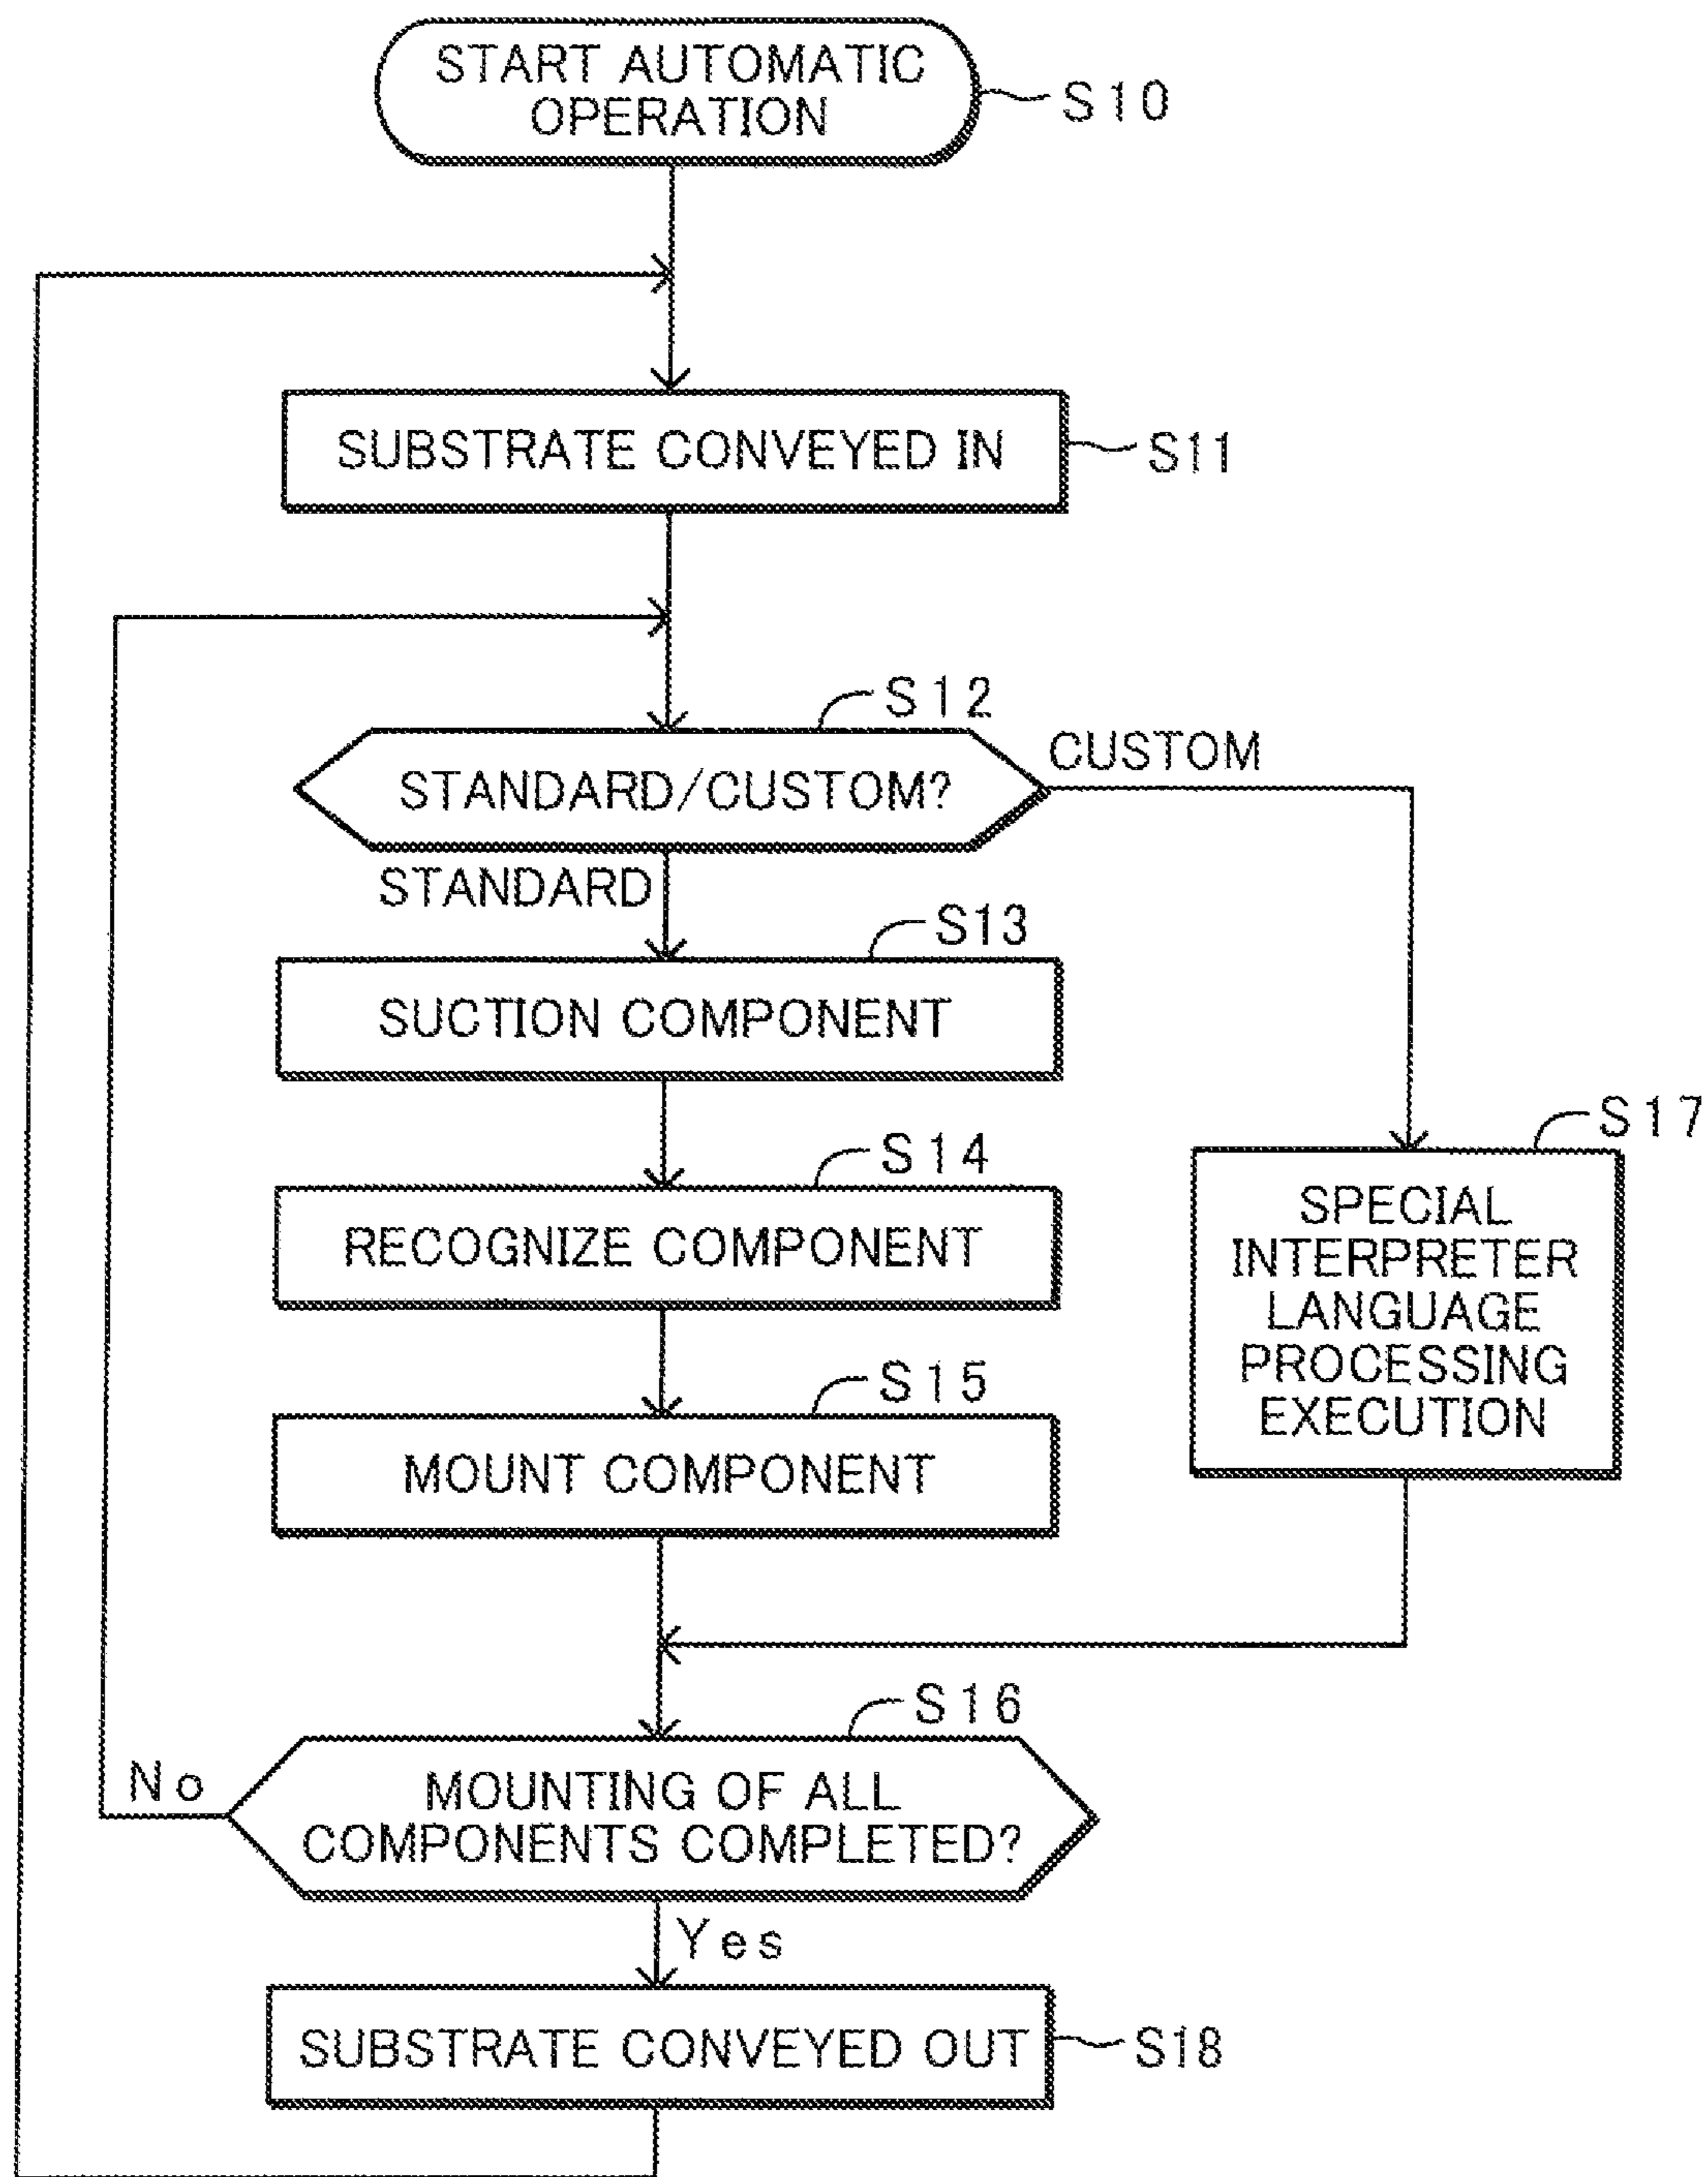 START AUTOMATIC
OPERATION
S10
SUBSTRATE CONVEYED IN
S11
S12
STANDARD/CUSTOM?
CUSTOM
STANDARD
S13
SUCTION COMPONENT
S14
RECOGNIZE COMPONENT
S15
MOUNT COMPONENT
S17
SPECIAL
INTERPRETER
LANGUAGE
PROCESSING
EXECUTION
S16
MOUNTING OF ALL
COMPONENTS COMPLETED?
No
Yes
SUBSTRATE CONVEYED OUT
S18